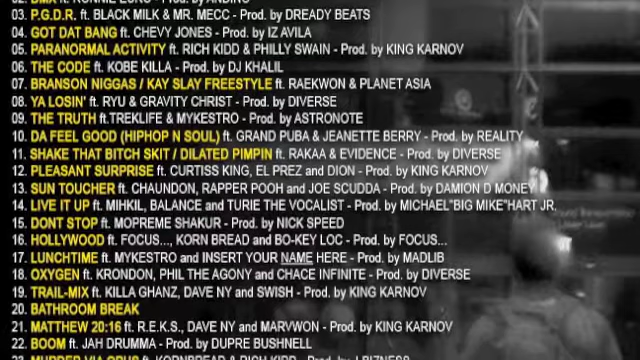 03. P.G.D.R. ft. BLACK MILK & MR. MECC - Prod. by DREADY BEATS
04. GOT DAT BANG ft. CHEVY JONES - Prod. by IZ AVILA
05. PARANORMAL ACTIVITY ft. RICH KIDD & PHILLY SWAIN - Prod. by KING KARNOV
06. THE CODE ft. KOBE KILLA - Prod. by DJ KHALIL
07. BRANSON NIGGAS / KAY SLAY FREESTYLE ft. RAEKWON & PLANET ASIA
08. YA LOSIN' ft. RYU & GRAVITY CHRIST - Prod. by DIVERSE
09. THE TRUTH ft.TREKLIFE & MYKESTRO - Prod. by ASTRONOTE
10. DA FEEL GOOD (HIPHOP N SOUL) ft. GRAND PUBA & JEANETTE BERRY - Prod. by REALITY
11. SHAKE THAT BITCH SKIT / DILATED PIMPIN ft. RAKAA & EVIDENCE - Prod. by DIVERSE
12. PLEASANT SURPRISE ft. CURTISS KING, EL PREZ and DION - Prod. by KING KARNOV
13. SUN TOUCHER ft. CHAUNDON, RAPPER POOH and JOE SCUDDA - Prod. by DAMION D MONEY
14. LIVE IT UP ft. MIHKIL, BALANCE and TURIE THE VOCALIST - Prod. by MICHAEL"BIG MIKE"HART JR.
15. DONT STOP ft. MOPREME SHAKUR - Prod. by NICK SPEED
16. HOLLYWOOD ft. FOCUS..., KORN BREAD and BO-KEY LOC - Prod. by FOCUS...
17. LUNCHTIME ft. MYKESTRO and INSERT YOUR NAME HERE - Prod. by MADLIB
18. OXYGEN ft. KRONDON, PHIL THE AGONY and CHACE INFINITE - Prod. by DIVERSE
19. TRAIL-MIX ft. KILLA GHANZ, DAVE NY and SWISH - Prod. by KING KARNOV
20. BATHROOM BREAK
21. MATTHEW 20:16 ft. R.E.K.S., DAVE NY and MARVWON - Prod. by KING KARNOV
22. BOOM ft. JAH DRUMMA - Prod. by DUPRE BUSHNELL